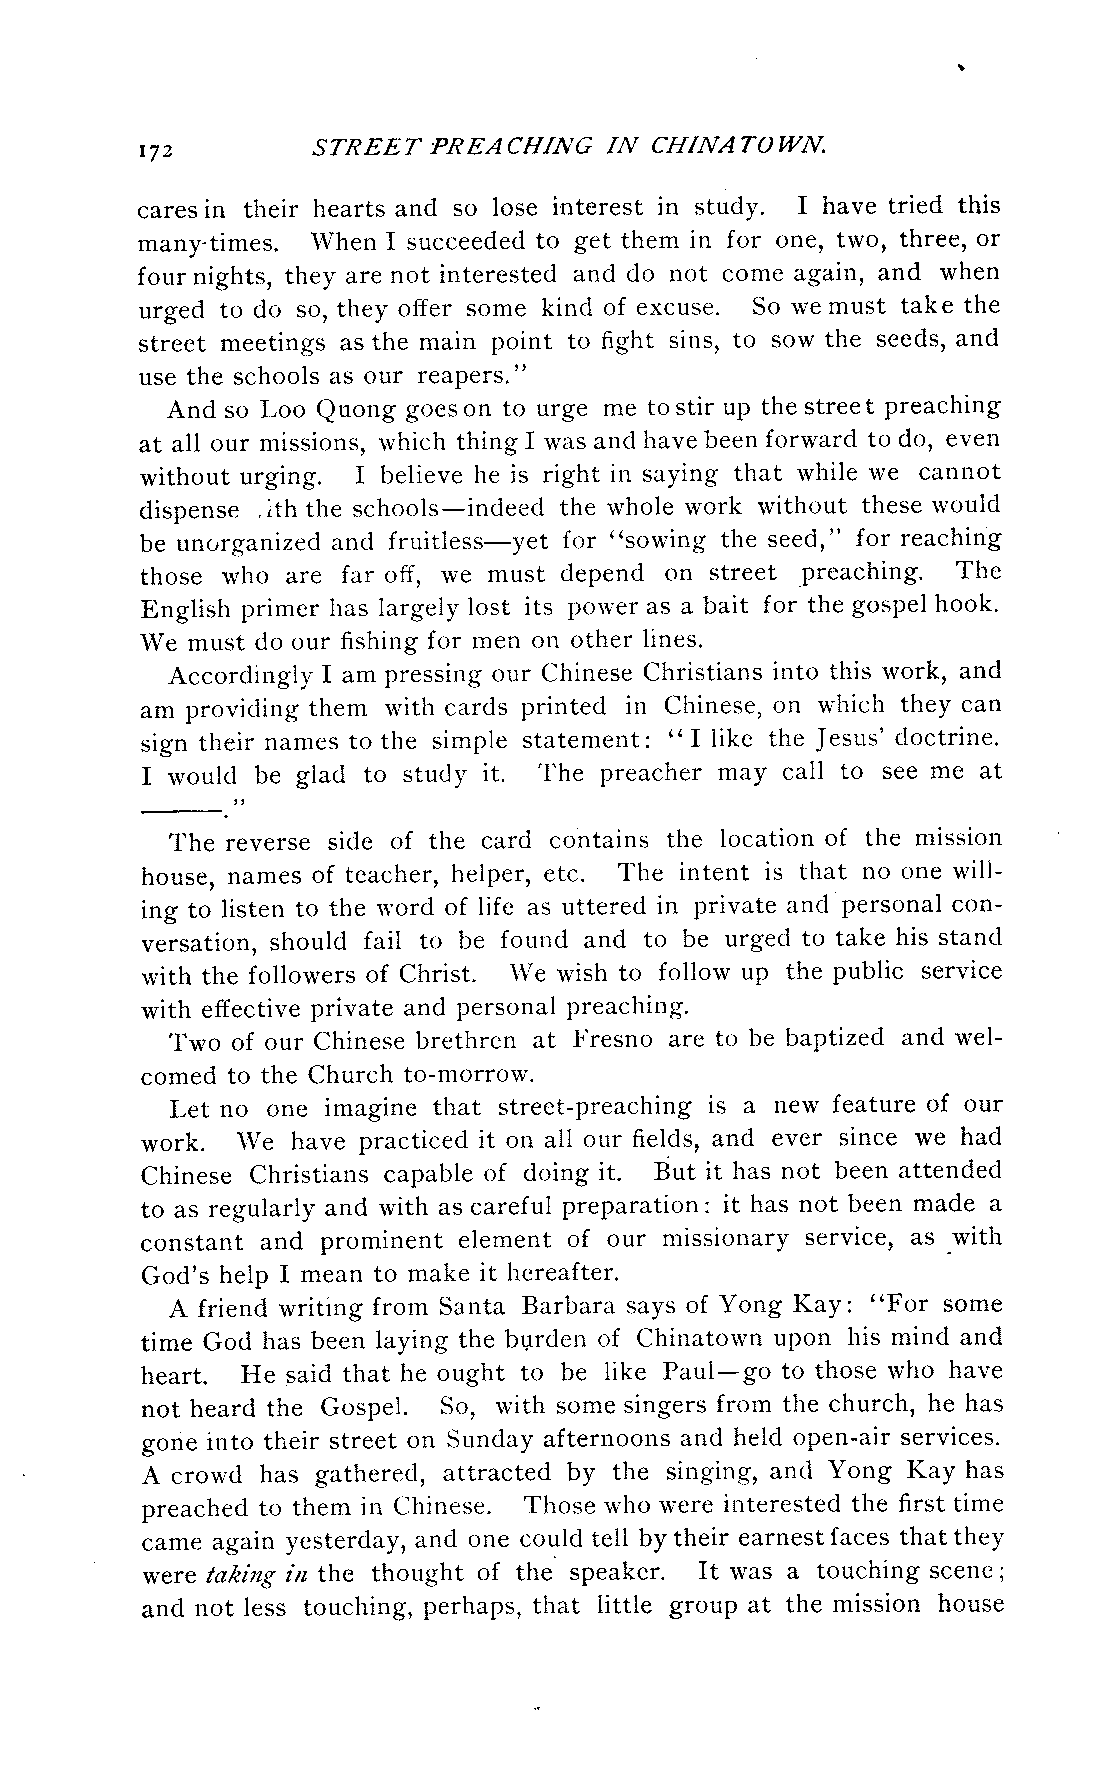 172 STREET PREACHING IN CHINATOWN.
cares in their hearts and so lose interest in study. I have tried this
many-times. When I succeeded to get them in for one, two, three, or
four nights, they are not interested and do not come again, and when
urged to do so, they offer some kind of excuse. So we must take the
street meetings as the main point to fight sins, to sow the seeds, and
use the schools as our reapers."
And so Loo Quong goes on to urge me to stir up the street preaching
at all our missions, which thing I was and have been forward to do, even
without urging. I believe he is right in saying that while we cannot
dispense .ith the schools—indeed the whole work without these would
be unorganized and fruitless—yet for "sowing the seed," for reaching
those who are far off, we must depend on street preaching. The
English primer has largely lost its power as a bait for the gospel hook.
We must do our fishing for men on other lines.
Accordingly I am pressing our Chinese Christians into this work, and
am providing them with cards printed in Chinese, on which they can
sign their names to the simple statement: "I like the Jesus' doctrine.
I would be glad to study it. The preacher may call to see me at
———."
The reverse side of the card contains the location of the mission
house, names of teacher, helper, etc. The intent is that no one will-
ing to listen to the word of life as uttered in private and personal con-
versation, should fail to be found and to be urged to take his stand
with the followers of Christ. We wish to follow up the public service
with effective private and personal preaching.
Two of our Chinese brethren at Fresno are to be baptized and wel-
comed to the Church to-morrow.
Let no one imagine that street-preaching is a new feature of our
work. We have practiced it on all our fields, and ever since we had
Chinese Christians capable of doing it. But it has not been attended
to as regularly and with as careful preparation: it has not been made a
constant and prominent element of our missionary service, as with
God's help I mean to make it hereafter.
A friend writing from Santa Barbara says of Yong Kay: "For some
time God has been laying the burden of Chinatown upon his mind and
heart. He said that he ought to be like Paul—go to those who have
not heard the Gospel. So, with some singers from the church, he has
gone into their street on Sunday afternoons and held open-air services.
A crowd has gathered, attracted by the singing, and Yong Kay has
preached to them in Chinese. Those who were interested the first time
came again yesterday, and one could tell by their earnest faces that they
were taking in the thought of the speaker. It was a touching scene;
and not less touching, perhaps, that little group at the mission house